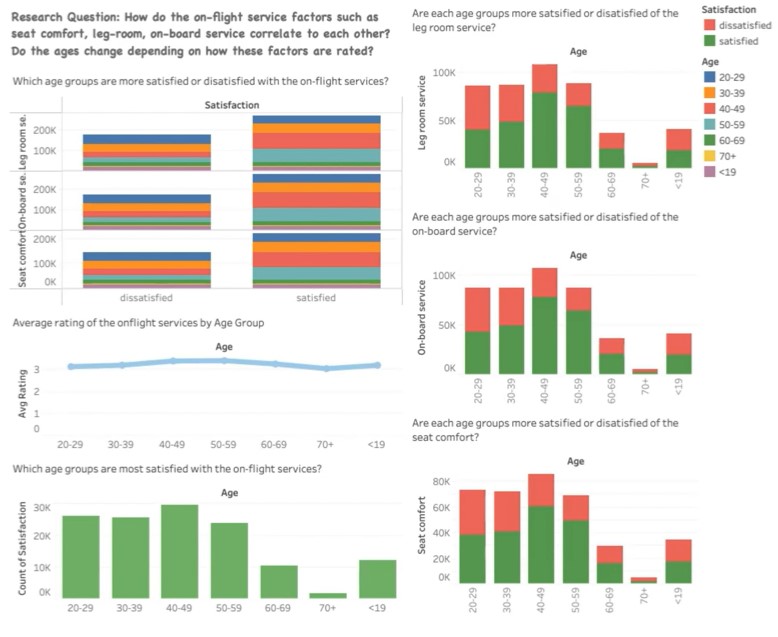 Research Question: How do the on-flight service factors such as
seat comfort, leg-room, on-board service correlate to each other?
Do the ages change depending on how these factors are rated?
Which age groups are more satisfied or disatisfied with the on-flight services?
Satisfaction
Leg room se.
200K
100K
On-board se.
200K
100K
Seat comfort
200K
100K
0K
dissatisfied
satisfied
Average rating of the onflight services by Age Group
Age
Avg Rating
3
2
1
0
20-29
30-39
40-49
50-59
60-69
70+
<19
Which age groups are most satisfied with the on-flight services?
Age
Count of Satisfaction
30K
20K
10K
0K
20-29
30-39
40-49
50-59
60-69
70+
<19
Are each age groups more satsified or disatisfied of the
leg room service?
Age
Leg room service
100K
50K
0K
20-29
30-39
40-49
50-59
60-69
70+
<19
Are each age groups more satsified or disatisfied of the
on-board service?
Age
On-board service
100K
50K
0K
20-29
30-39
40-49
50-59
60-69
70+
<19
Are each age groups more satsified or disatisfied of the
seat comfort?
Age
Seat comfort
80K
60K
40K
20K
0K
20-29
30-39
40-49
50-59
60-69
70+
<19
Satisfaction
dissatisfied
satisfied
Age
20-29
30-39
40-49
50-59
60-69
70+
<19